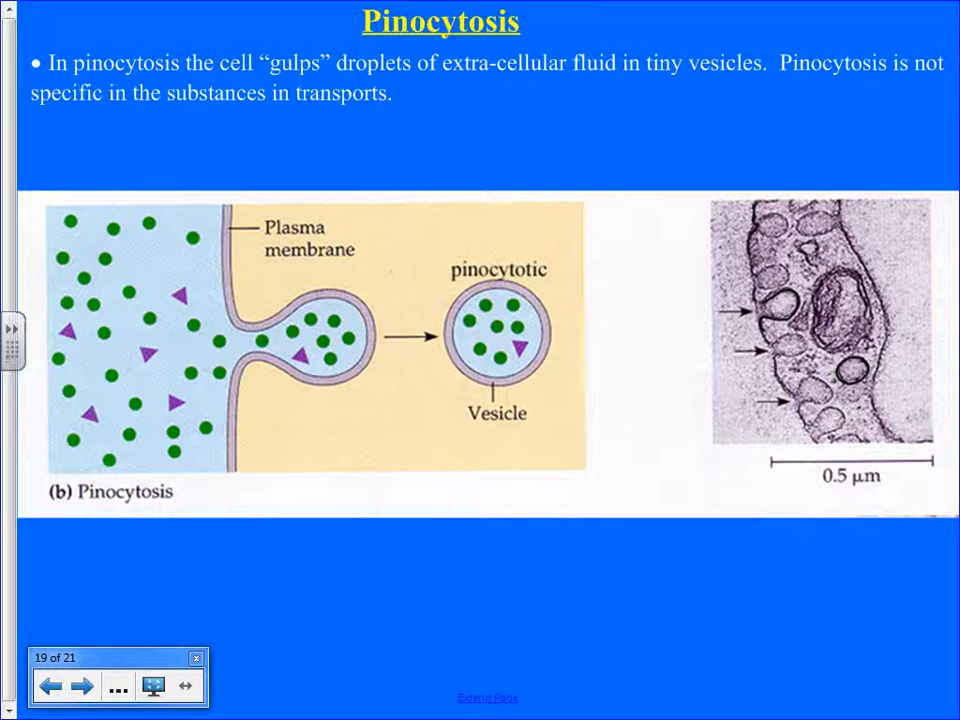 Pinocytosis
• In pinocytosis the cell “gulps” droplets of extra-cellular fluid in tiny vesicles. Pinocytosis is not
specific in the substances in transports.
Plasma
membrane
pinocytotic
Vesicle
(b) Pinocytosis
0.5 µm
19 of 21
Extend Page